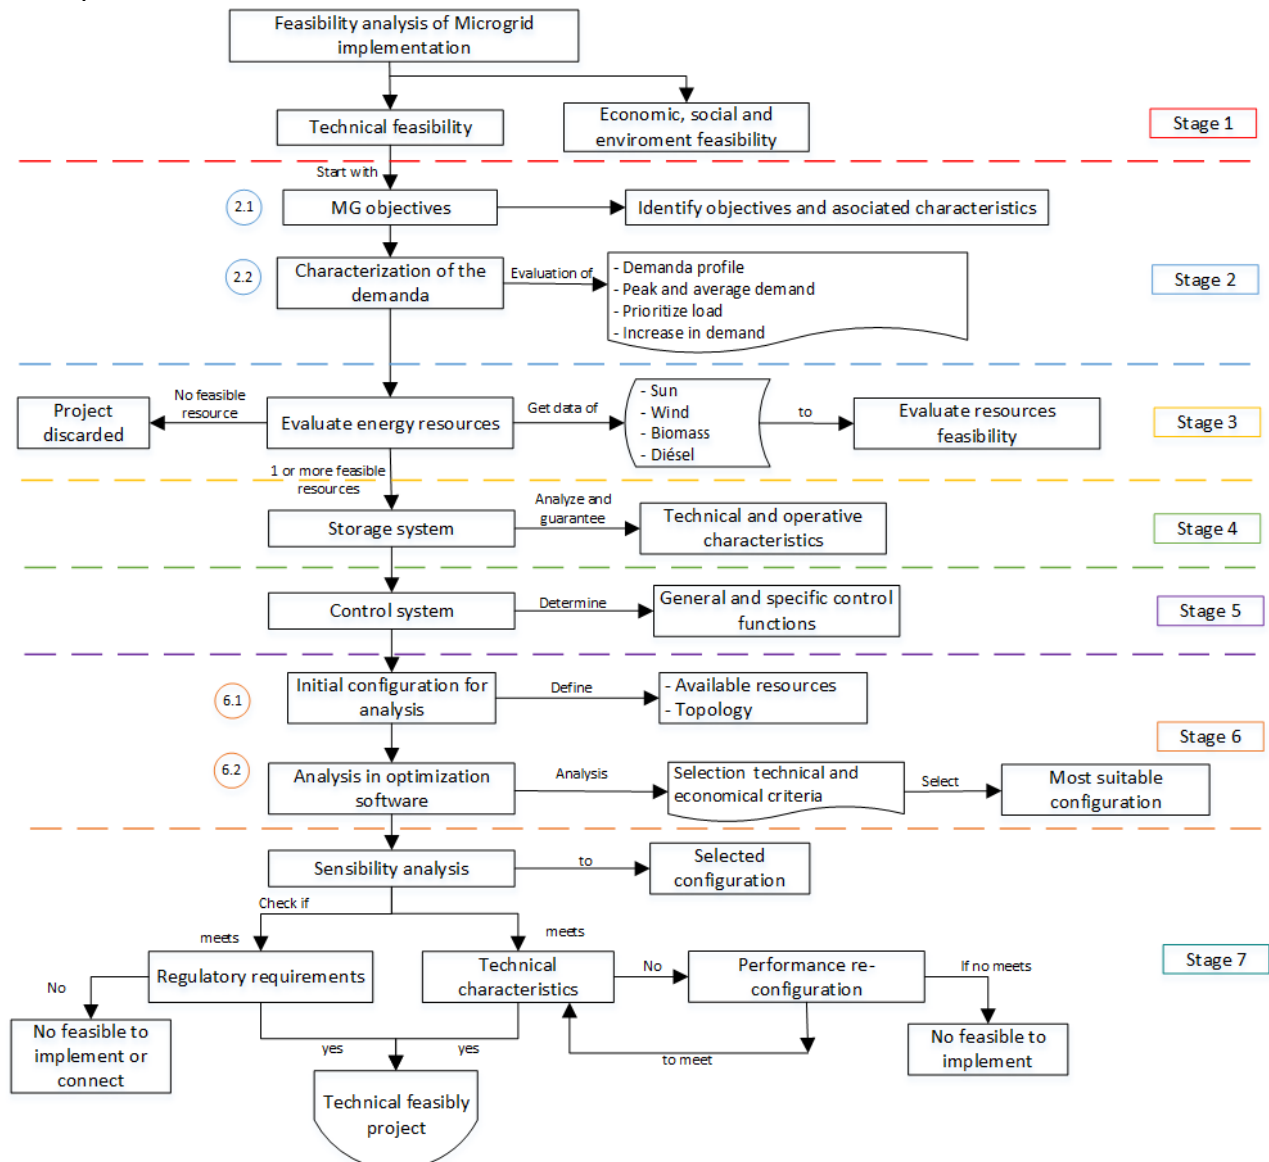 Feasibility analysis of Microgrid
implementation
Technical feasibility
Economic, social and
enviroment feasibility
Stage 1
Start with
2.1
MG objectives
Identify objectives and asociated characteristics
2.2
Characterization of the
demanda
Evaluation of
- Demanda profile
- Peak and average demand
- Prioritize load
- Increase in demand
Stage 2
Project
discarded
No feasible
resource
Evaluate energy resources
Get data of
- Sun
- Wind
- Biomass
- Diésel
to
Evaluate resources
feasibility
Stage 3
1 or more feasible
resources
Storage system
Analyze and
guarantee
Technical and operative
characteristics
Stage 4
Control system
Determine
General and specific control
functions
Stage 5
6.1
Initial configuration for
analysis
Define
- Available resources
- Topology
Stage 6
6.2
Analysis in optimization
software
Analysis
Selection technical and
economical criteria
Select
Most suitable
configuration
Sensibility analysis
to
Selected
configuration
Check if
meets
meets
Regulatory requirements
Technical
characteristics
No
Performance re-
configuration
If no meets
Stage 7
No
No feasible to
implement or
connect
yes
yes
to meet
No feasible to
implement
Technical feasibly
project